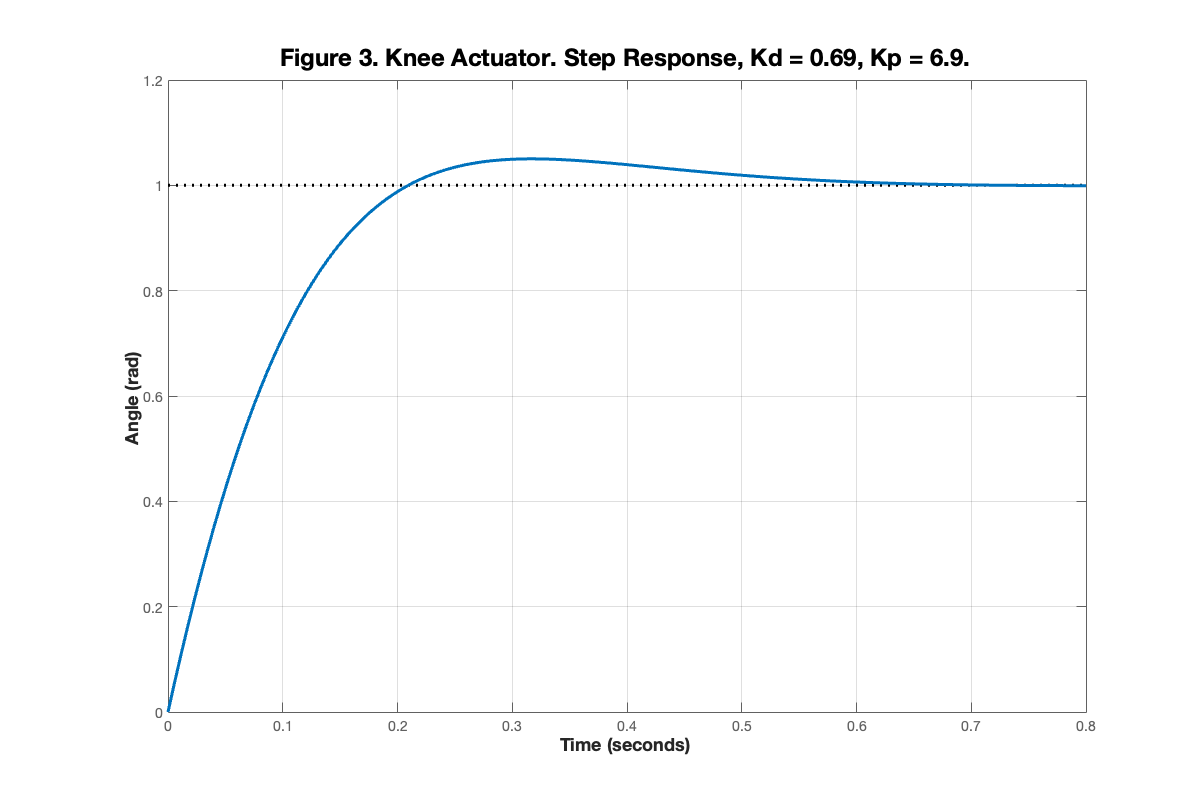 Figure 3. Knee Actuator. Step Response, Kd = 0.69, Kp = 6.9.
1.2
1
0.8
0.6
0.4
0.2
0
Angle (rad)
0 0.1 0.2 0.3 0.4 0.5 0.6 0.7 0.8
Time (seconds)